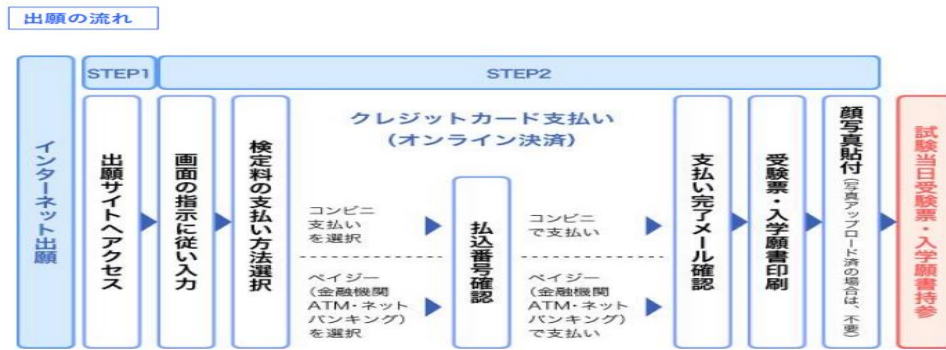 出願の流れ
STEP1
STEP2
インターネット出願
出願サイトへアクセス
画面の指示に従い入力
検定料の支払い方法選択
クレジットカード支払い
(オンライン決済)
コンビニ
支払い
を選択
ペイジー
(金融機関
ATM・ネット
バンキング)
を選択
払込番号確認
コンビニ
で支払い
ペイジー
(金融機関
ATM・ネット
バンキング)
で支払い
支払い完了メール確認
受験票・入学願書印刷
顔写真貼付(写真アップロード済の場合は、不要)
試験当日受験票・入学願書持参